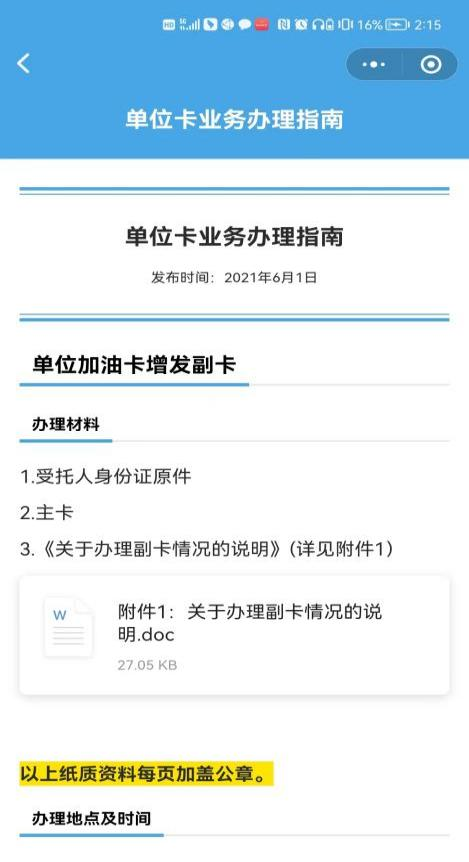 HD 5G 16% 2:15
单位卡业务办理指南
单位卡业务办理指南
发布时间：2021年6月1日
单位加油卡增发副卡
办理材料
1.受托人身份证原件
2.主卡
3.《关于办理副卡情况的说明》(详见附件1）
W
附件1：关于办理副卡情况的说
明.doc
27.05 KB
以上纸质资料每页加盖公章。
办理地点及时间